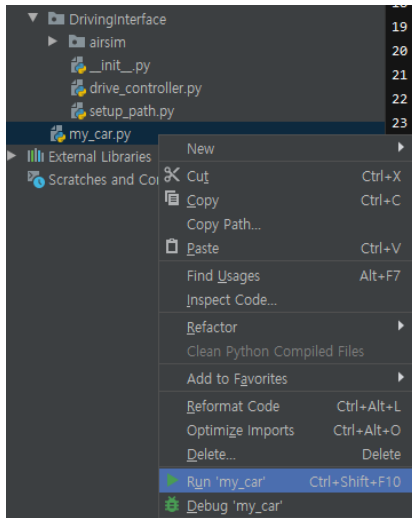 DrivingInterface
19
airsim
20
__init__.py
21
drive_controller.py
22
setup_path.py
23
my_car.py
New
External Libraries
Cut Ctrl+X
Scratches and Co
Copy Ctrl+C
Copy Path...
Paste Ctrl+V
Find Usages Alt+F7
Inspect Code...
Refactor
Clean Python Compiled Files
Add to Favorites
Reformat Code Ctrl+Alt+L
Optimize Imports Ctrl+Alt+O
Delete... Delete
Run 'my_car' Ctrl+Shift+F10
Debug 'my_car'